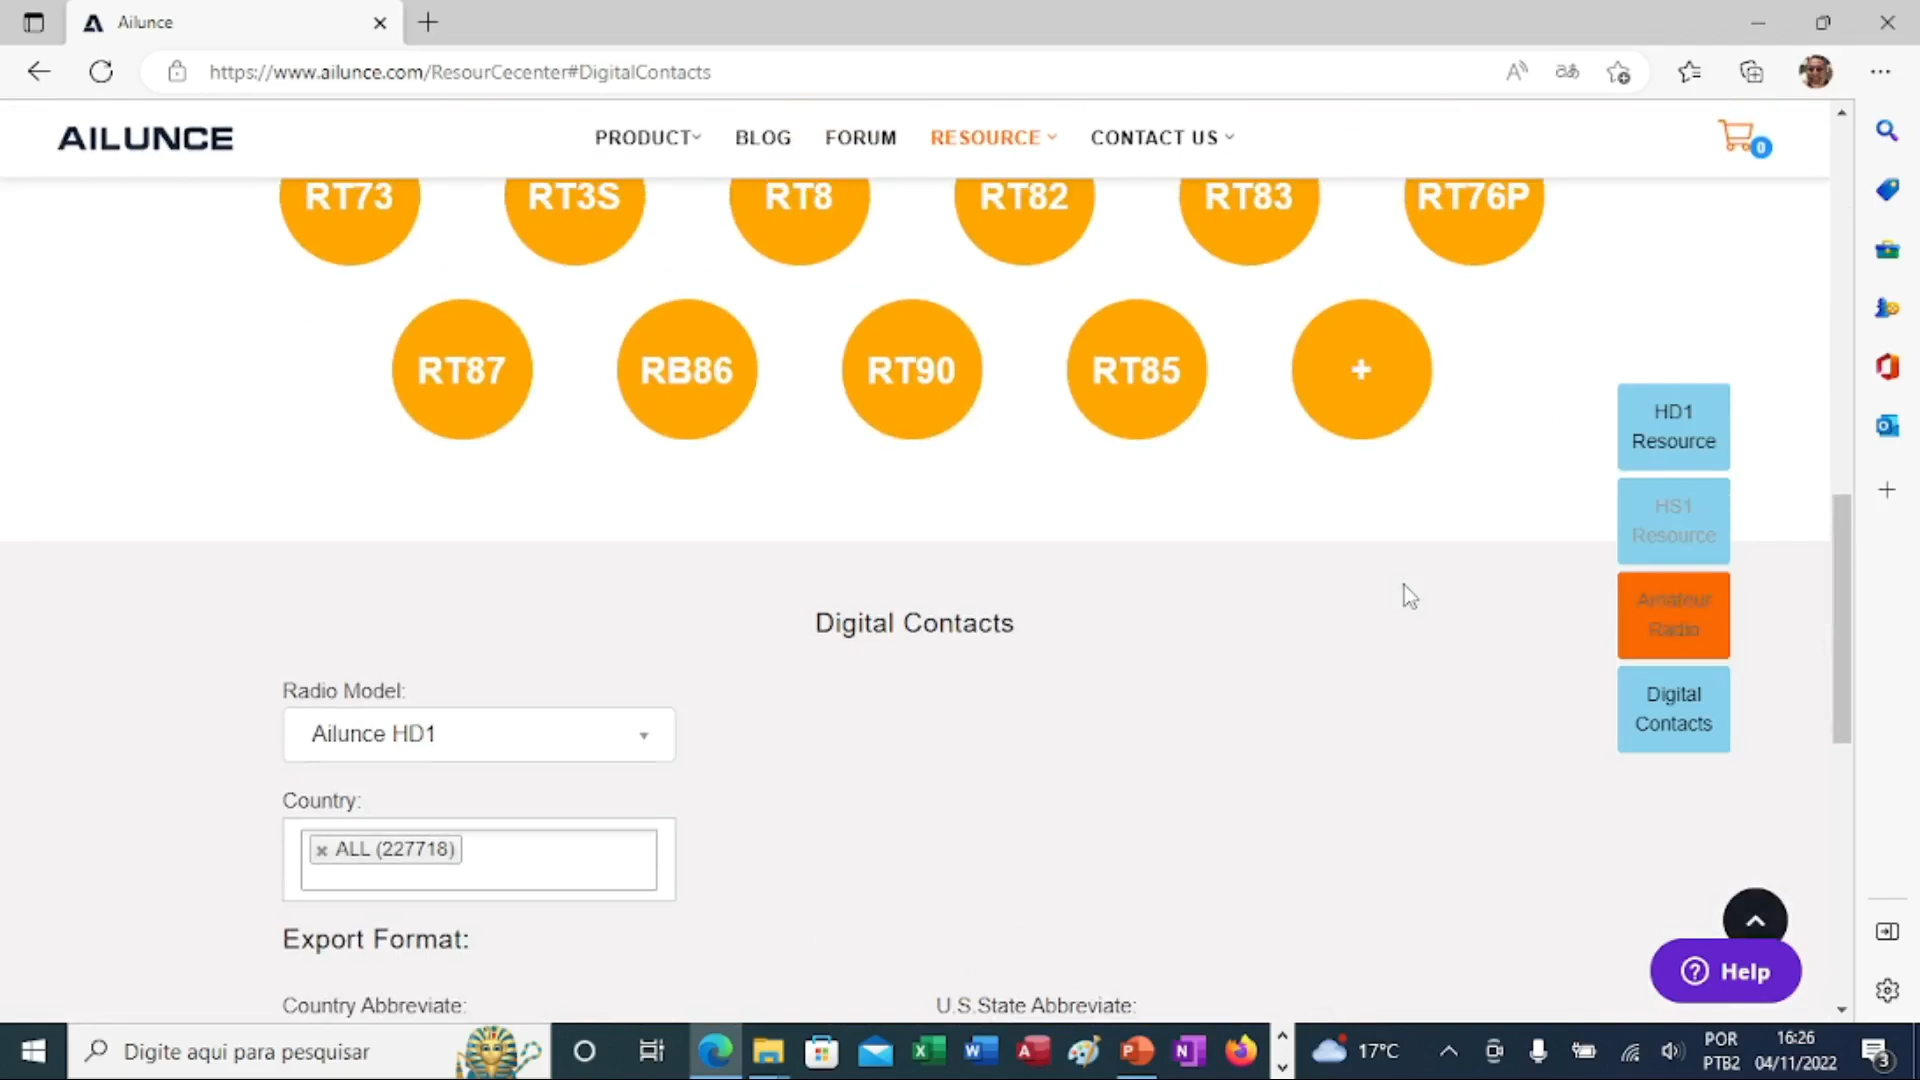 Ailunce
https://www.ailunce.com/ResourCecenter#DigitalContacts
AILUNCE
PRODUCT
BLOG
FORUM
RESOURCE
CONTACT US
0
RT73
RT3S
RT8
RT82
RT83
RT76P
RT87
RB86
RT90
RT85
+
HD1
Resource
HS1
Resource
Amateur
Radio
Digital
Contacts
Digital Contacts
Radio Model:
Ailunce HD1
Country:
× ALL (227718)
Export Format:
Country Abbreviate:
U.S.State Abbreviate:
Help
Digite aqui para pesquisar
17°C
POR
PTB2
16:26
04/11/2022
3